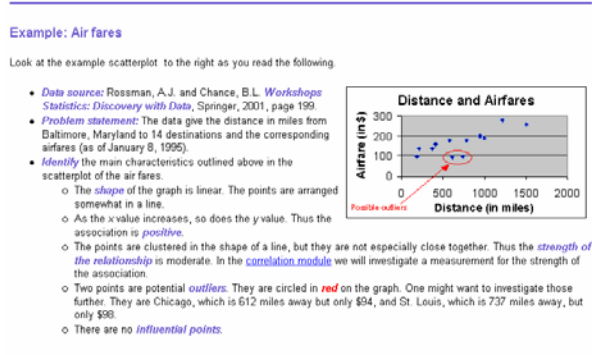 Example: Air fares
Look at the example scatterplot to the right as you read the following.
• Data source: Rossman, A.J. and Chance, B.L. Workshops
Statistics: Discovery with Data, Springer, 2001, page 199.
• Problem statement: The data give the distance in miles from
Baltimore, Maryland to 14 destinations and the corresponding
airfares (as of January 8, 1995).
• Identify the main characteristics outlined above in the
scatterplot of the air fares.
o The shape of the graph is linear. The points are arranged
somewhat in a line.
o As the x value increases, so does the y value. Thus the
association is positive.
Distance and Airfares
Airfare (in $)
300
200
100
0
0 500 1000 1500 2000
Possible outliers
Distance (in miles)
o The points are clustered in the shape of a line, but they are not especially close together. Thus the strength of
the relationship is moderate. In the correlation module we will investigate a measurement for the strength of
the association.
o Two points are potential outliers. They are circled in red on the graph. One might want to investigate those
further. They are Chicago, which is 612 miles away but only $94, and St. Louis, which is 737 miles away, but
only $98.
o There are no influential points.